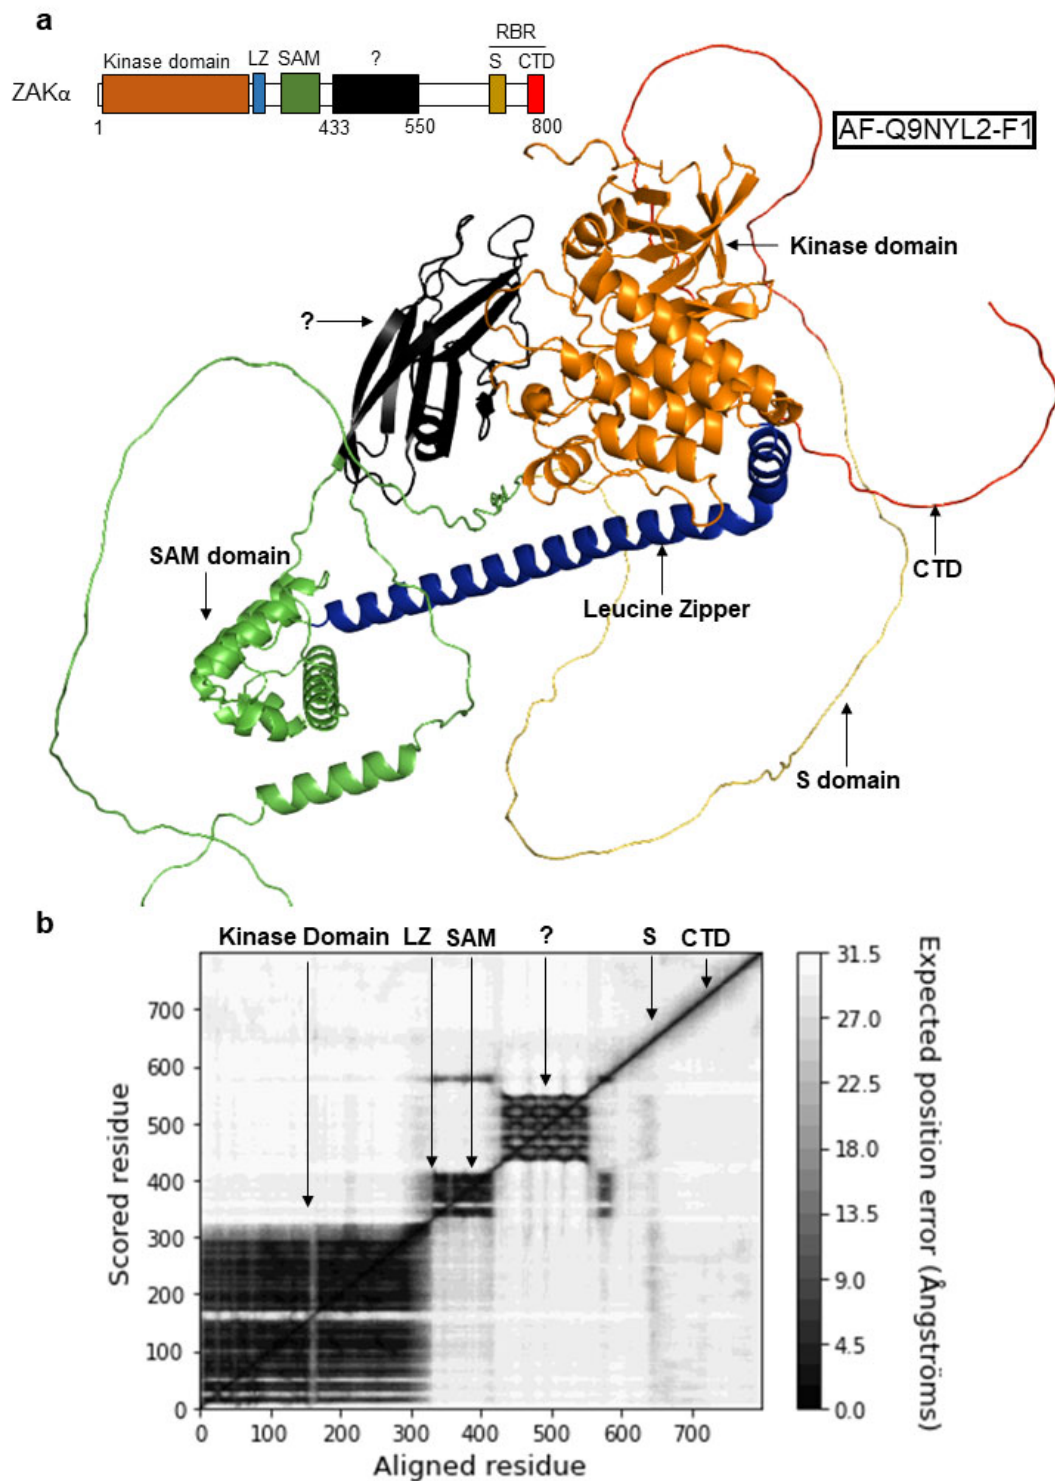 a
RBR
Kinase domain LZ SAM ? S CTD
ZAKα
1 433 550 800
AF-Q9NYL2-F1
Kinase domain
?
SAM domain
CTD
Leucine Zipper
S domain
b
Kinase Domain LZ SAM ? S CTD
31.5
27.0
22.5
18.0
13.5
9.0
4.5
0.0
Expected position error (Ångströms)
700
600
500
400
300
200
100
0
Scored residue
0 100 200 300 400 500 600 700
Aligned residue